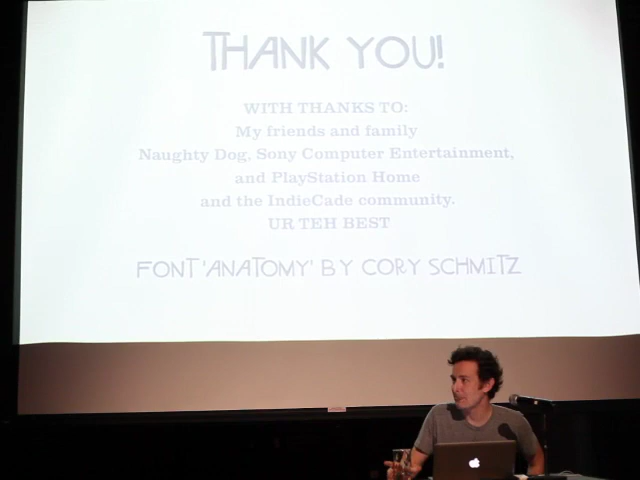 THANK YOU!
WITH THANKS TO:
My friends and family
Naughty Dog, Sony Computer Entertainment,
and PlayStation Home
and the IndieCade community.
UR TEH BEST
FONT 'ANATOMY' BY CORY SCHMITZ